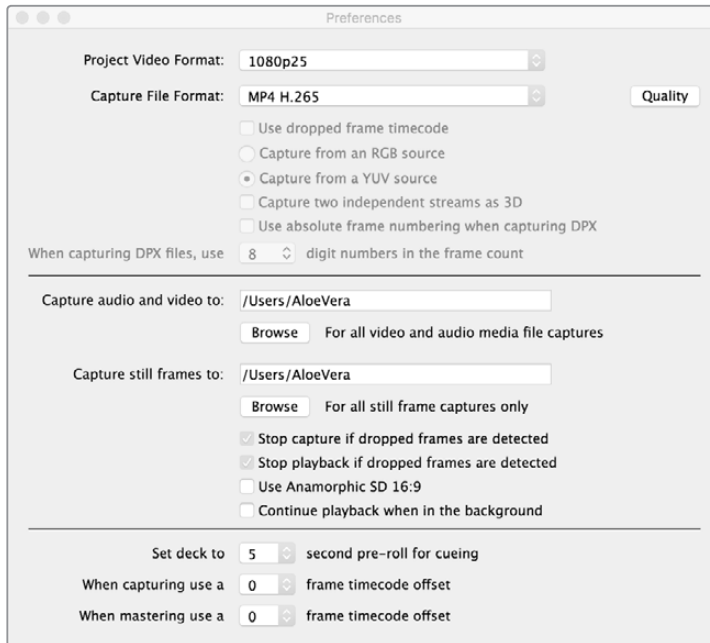 Preferences
Project Video Format: 1080p25
Capture File Format: MP4 H.265 Quality
Use dropped frame timecode
Capture from an RGB source
Capture from a YUV source
Capture two independent streams as 3D
Use absolute frame numbering when capturing DPX
When capturing DPX files, use 8 digit numbers in the frame count
Capture audio and video to: /Users/AloeVera
Browse For all video and audio media file captures
Capture still frames to: /Users/AloeVera
Browse For all still frame captures only
Stop capture if dropped frames are detected
Stop playback if dropped frames are detected
Use Anamorphic SD 16:9
Continue playback when in the background
Set deck to 5 second pre-roll for cueing
When capturing use a 0 frame timecode offset
When mastering use a 0 frame timecode offset